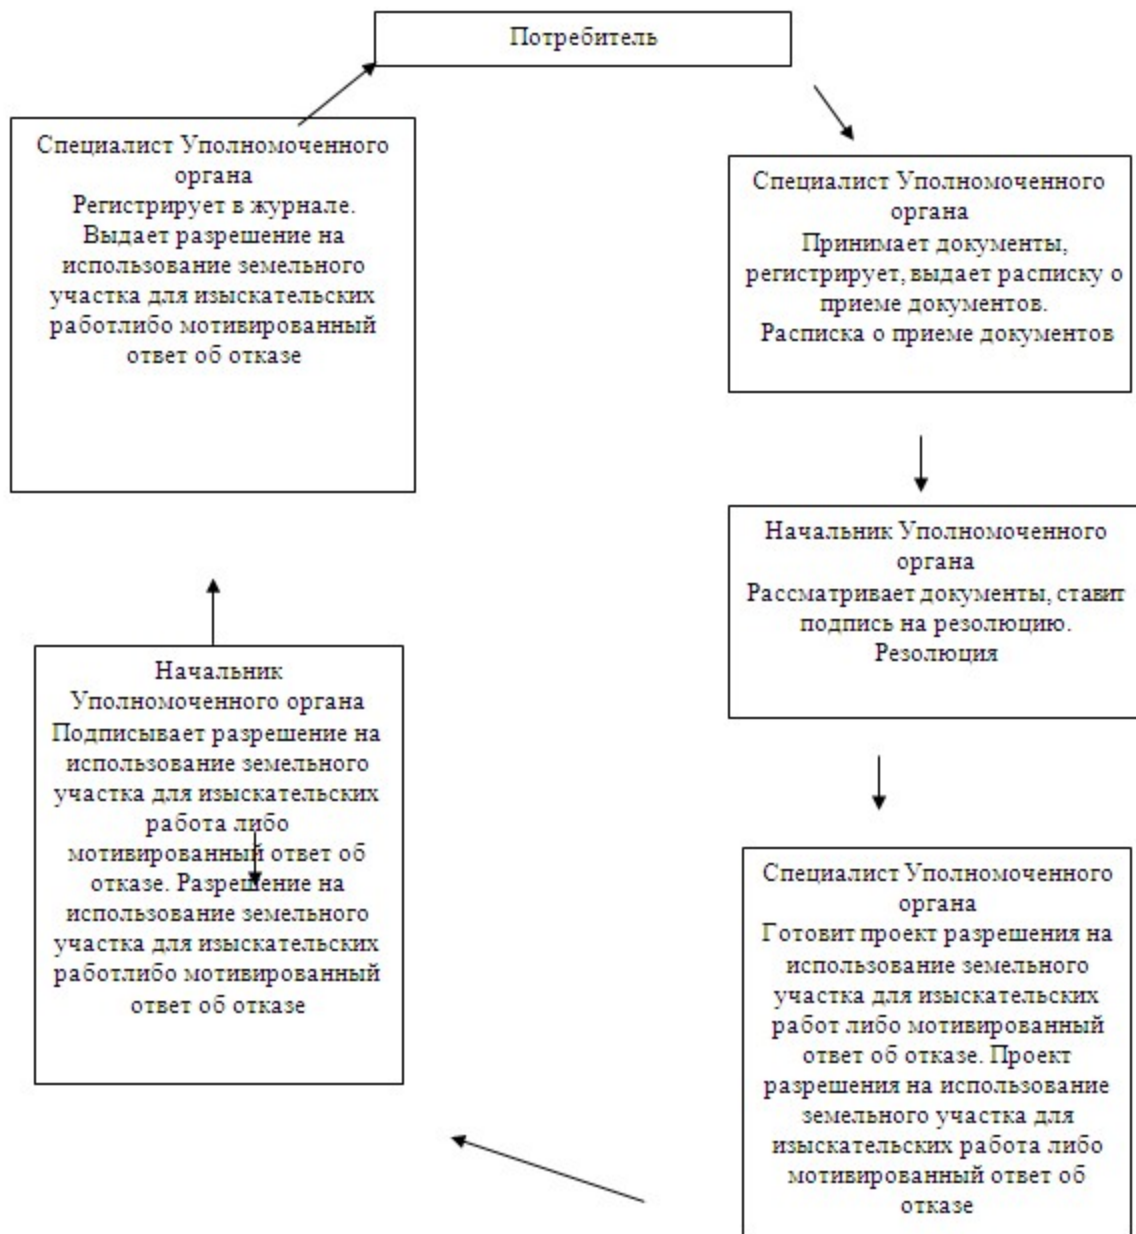 Потребитель
Специалист Уполномоченного
органа
Регистрирует в журнале.
Выдает разрешение на
использование земельного
участка для изыскательских
работлибо мотивированный
ответ об отказе
Специалист Уполномоченного
органа
Принимает документы,
регистрирует, выдает расписку о
приеме документов.
Расписка о приеме документов
Начальник Уполномоченного
органа
Рассматривает документы, ставит
подпись на резолюцию.
Резолюция
Начальник
Уполномоченного органа
Подписывает разрешение на
использование земельного
участка для изыскательских
работа либо
мотивированный ответ об
отказе. Разрешение на
использование земельного
участка для изыскательских
работлибо мотивированный
ответ об отказе
Специалист Уполномоченного
органа
Готовит проект разрешения на
использование земельного
участка для изыскательских
работ либо мотивированный
ответ об отказе. Проект
разрешения на использование
земельного участка для
изыскательских работа либо
мотивированный ответ об
отказе